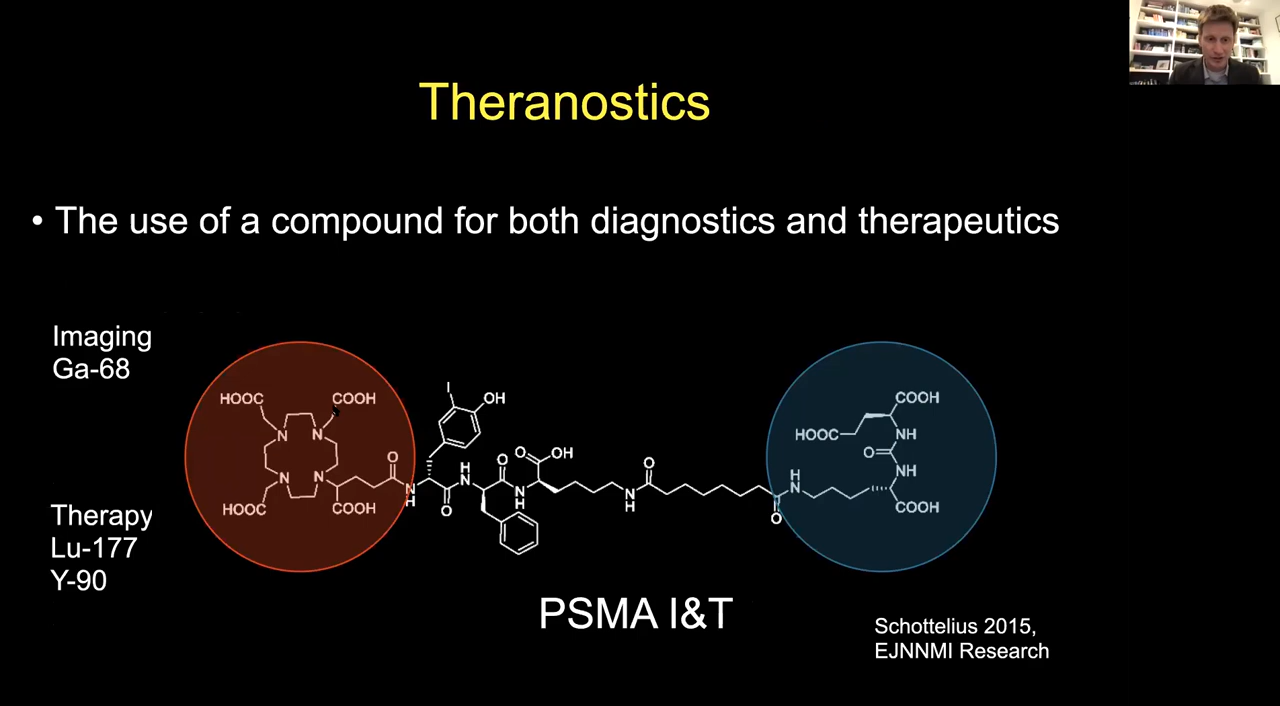 Theranostics
• The use of a compound for both diagnostics and therapeutics
Imaging
Ga-68
Therapy
Lu-177
Y-90
HOOC
COOH
N
N
N
N
HOOC
COOH
O
N
H
I
OH
O
H
N
O
N
H
O
OH
N
H
O
O
H
N
COOH
HOOC
NH
O
NH
COOH
PSMA I&T
Schottelius 2015,
EJNNMI Research